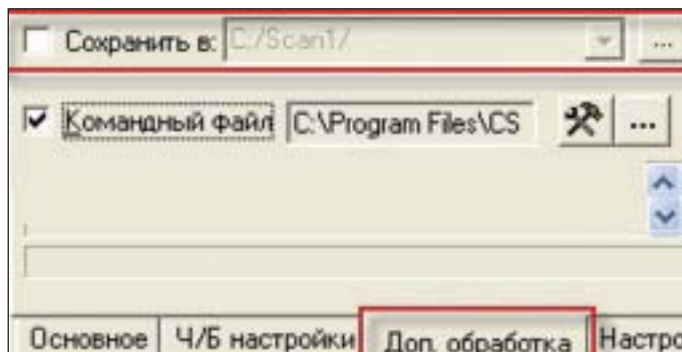 Сохранить в: C:/Scan1/ ...
Командный файл C:\Program Files\CS ...
Основное Ч/Б настройки Доп. обработка Настро